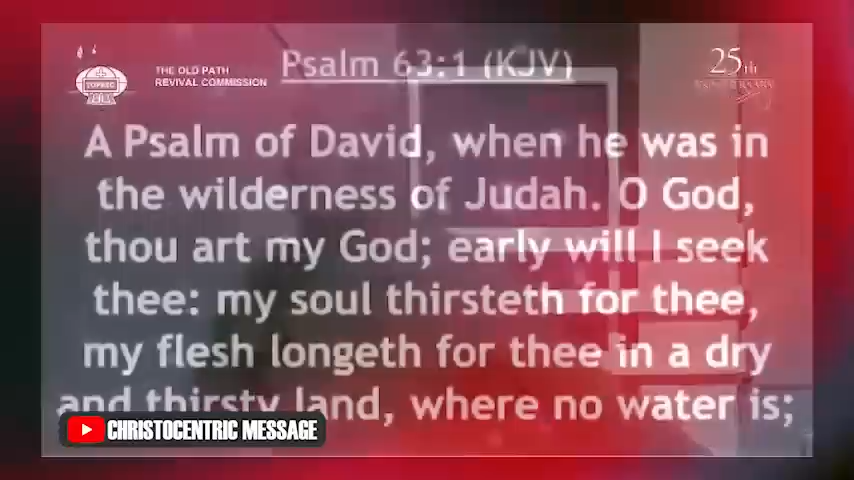 THE OLD PATH
REVIVAL COMMISSION
Psalm 63:1 (KJV)
25th
A Psalm of David, when he was in
the wilderness of Judah. O God,
thou art my God; early will I seek
thee: my soul thirsteth for thee,
my flesh longeth for thee in a dry
and thirsty land, where no water is;
CHRISTOCENTRIC MESSAGE